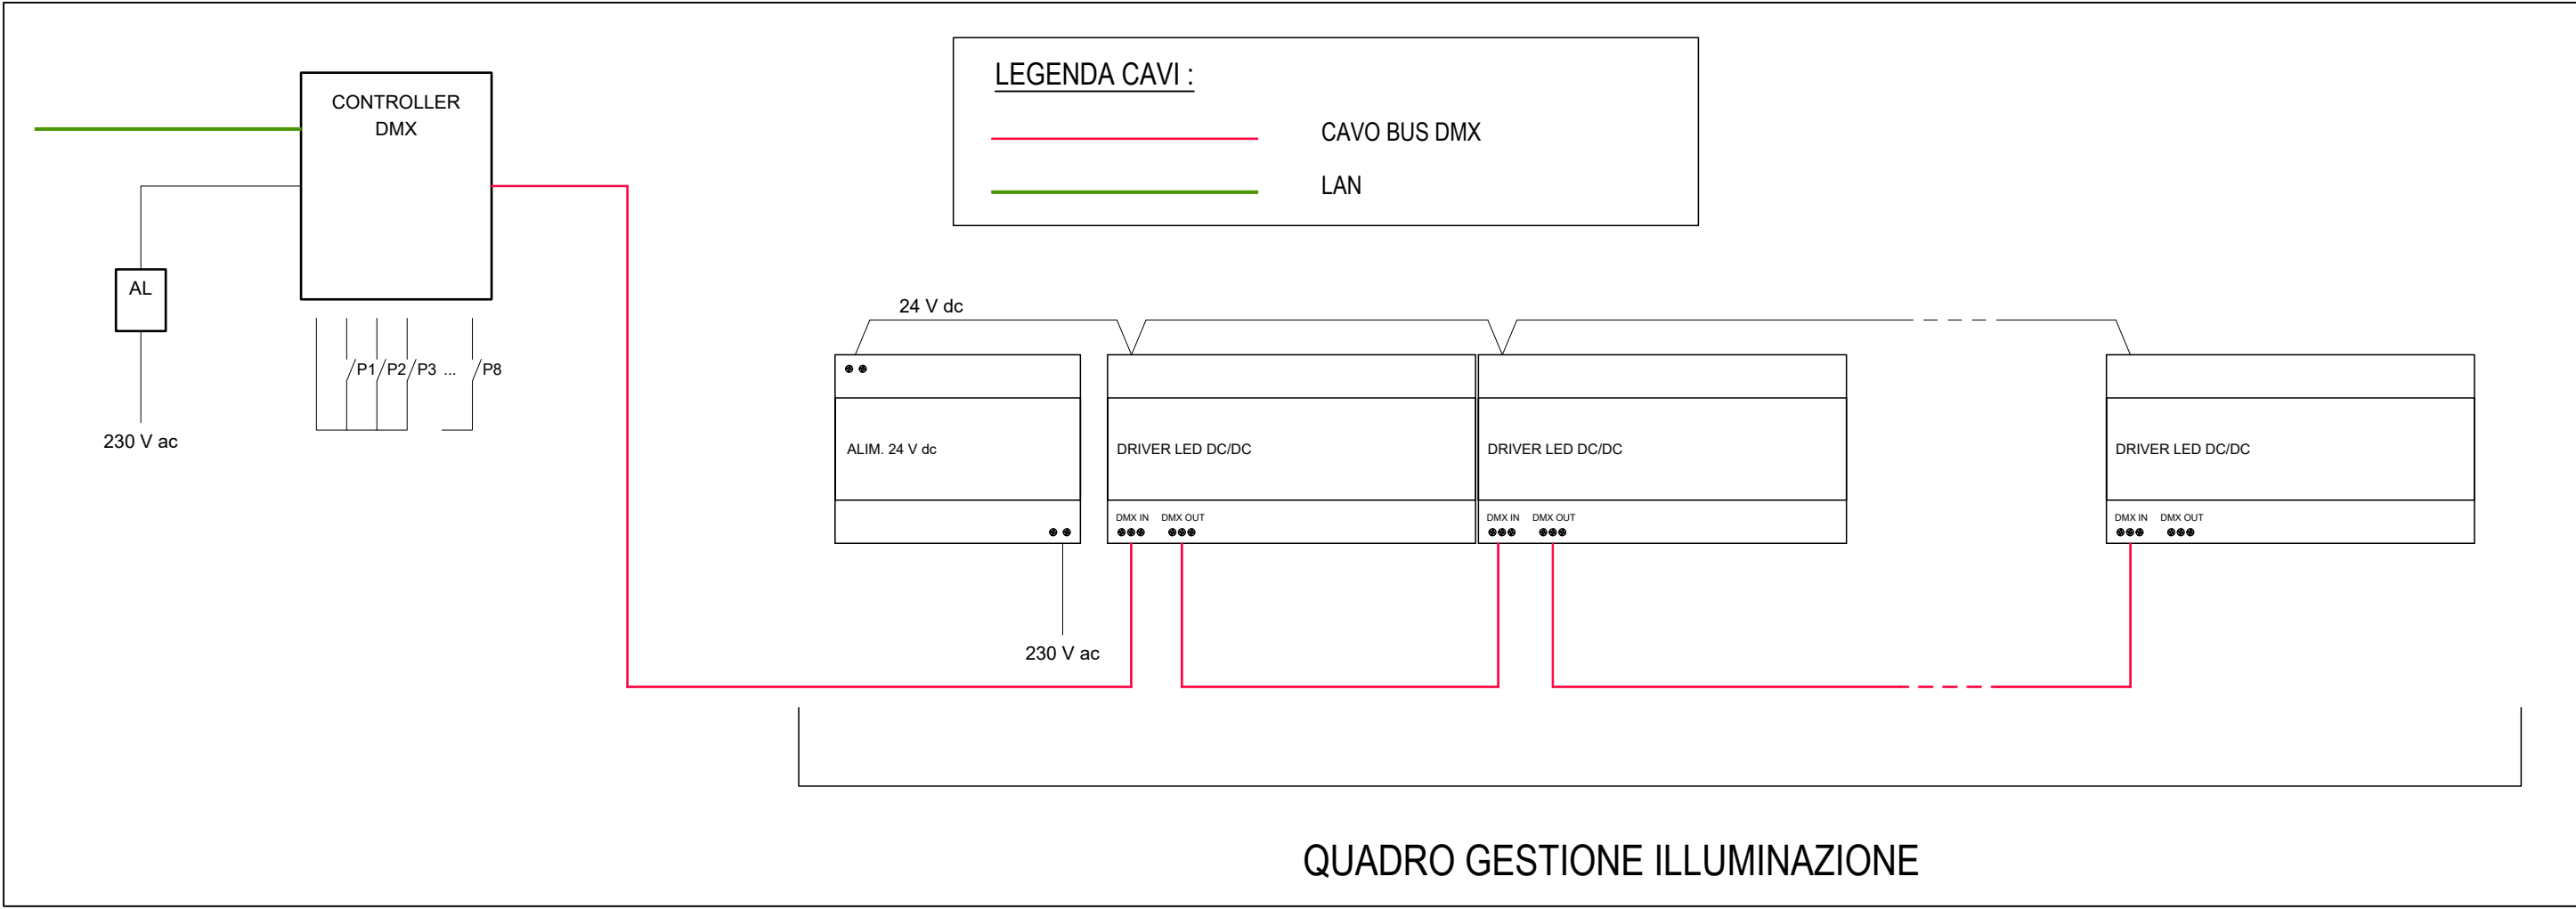 LEGENDA CAVI :
CONTROLLER
DMX
CAVO BUS DMX
LAN
AL
24 V dc
P1 P2 P3 ... P8
230 V ac
ALIM. 24 V dc
DRIVER LED DC/DC
DRIVER LED DC/DC
DRIVER LED DC/DC
DMX IN DMX OUT
DMX IN DMX OUT
DMX IN DMX OUT
230 V ac
QUADRO GESTIONE ILLUMINAZIONE